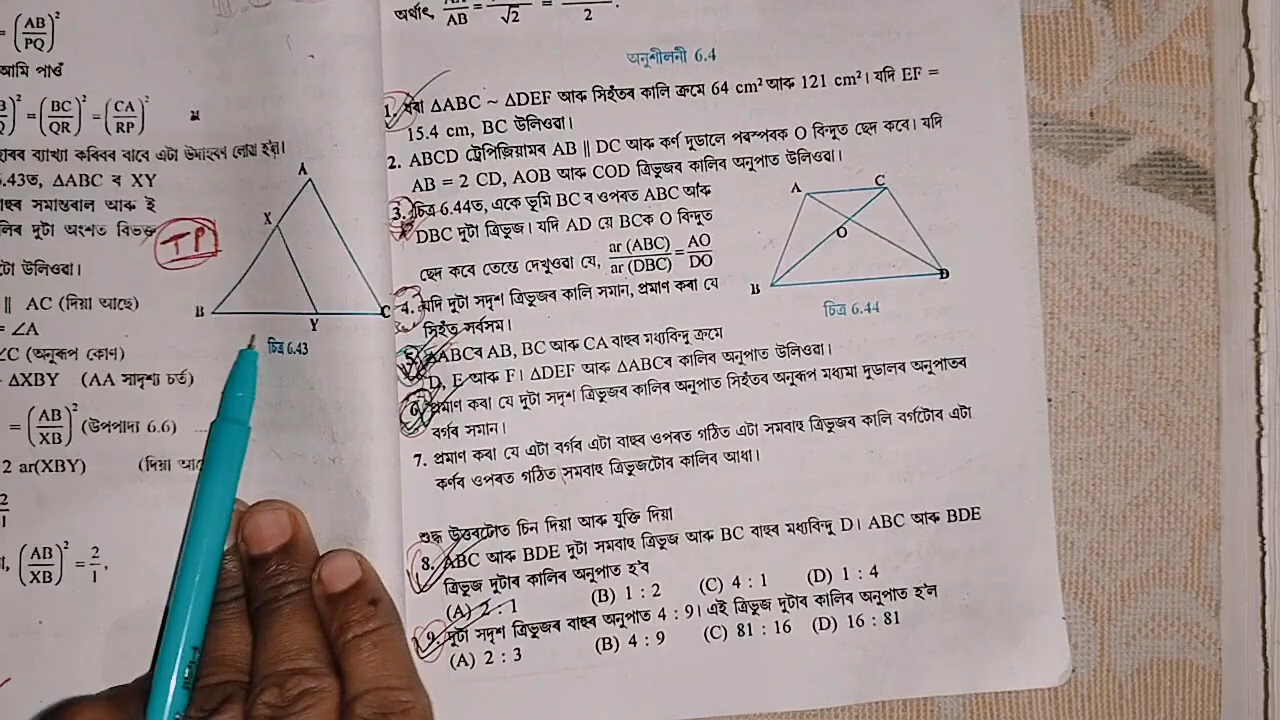 = (AB/PQ)²
আমি পাওঁ
)² = (BC/QR)² = (CA/RP)²
6.43ত, ΔABC ৰ XY
বাহুৰ সমান্তৰাল আৰু ই
TP
টো উলিওৱা।
|| AC (দিয়া আছে)
= ∠A
∠C (অনুৰূপ কোণ)
ΔXBY (AA সাদৃশ্য চৰ্ত)
= (AB/XB)² (উপপাদ্য 6.6)
2 ar(XBY) (দিয়া
(AB/XB)² = 2/1,
A
X
B
Y
C
চিত্ৰ 6.43
অৰ্থাৎ, AX/AB = /√2 = /2.
অনুশীলনী 6.4
1. ধৰা ΔABC ~ ΔDEF আৰু সিহঁতৰ কালি ক্ৰমে 64 cm² আৰু 121 cm²। যদি EF =
15.4 cm, BC উলিওৱা।
2. ABCD ট্ৰেপিজিয়ামৰ AB || DC আৰু কৰ্ণ দুডালে পৰস্পৰক O বিন্দুত ছেদ কৰে। যদি
AB = 2 CD, AOB আৰু COD ত্ৰিভুজৰ কালিৰ অনুপাত উলিওৱা।
3. চিত্ৰ 6.44ত, একে ভূমি BC ৰ ওপৰত ABC আৰু
DBC দুটা ত্ৰিভুজ। যদি AD য়ে BCক O বিন্দুত
ছেদ কৰে তেন্তে দেখুওৱা যে, ar (ABC)/ar (DBC) = AO/DO
A
C
O
B
D
চিত্ৰ 6.44
4. যদি দুটা সদৃশ ত্ৰিভুজৰ কালি সমান, প্ৰমাণ কৰা যে
সিহঁত সৰ্বসম।
5. ΔABCৰ AB, BC আৰু CA বাহুৰ মধ্যবিন্দু ক্ৰমে
D, E আৰু F। ΔDEF আৰু ΔABCৰ কালিৰ অনুপাত উলিওৱা।
6. প্ৰমাণ কৰা যে দুটা সদৃশ ত্ৰিভুজৰ কালিৰ অনুপাত সিহঁতৰ অনুৰূপ মধ্যমা দুডালৰ অনুপাতৰ
বৰ্গৰ সমান।
7. প্ৰমাণ কৰা যে এটা বৰ্গৰ এটা বাহুৰ ওপৰত গঠিত এটা সমবাহু ত্ৰিভুজৰ কালি বৰ্গটোৰ এটা
কৰ্ণৰ ওপৰত গঠিত সমবাহু ত্ৰিভুজটোৰ কালিৰ আধা।
শুদ্ধ উত্তৰটোত চিন দিয়া আৰু যুক্তি দিয়া
8. ABC আৰু BDE দুটা সমবাহু ত্ৰিভুজ আৰু BC বাহুৰ মধ্যবিন্দু D। ABC আৰু BDE
ত্ৰিভুজ দুটাৰ কালিৰ অনুপাত হ'ব
(A) 2 : 1 (B) 1 : 2 (C) 4 : 1 (D) 1 : 4
9. দুটা সদৃশ ত্ৰিভুজৰ বাহুৰ অনুপাত 4 : 9। এই ত্ৰিভুজ দুটাৰ কালিৰ অনুপাত হ'ল
(A) 2 : 3 (B) 4 : 9 (C) 81 : 16 (D) 16 : 81